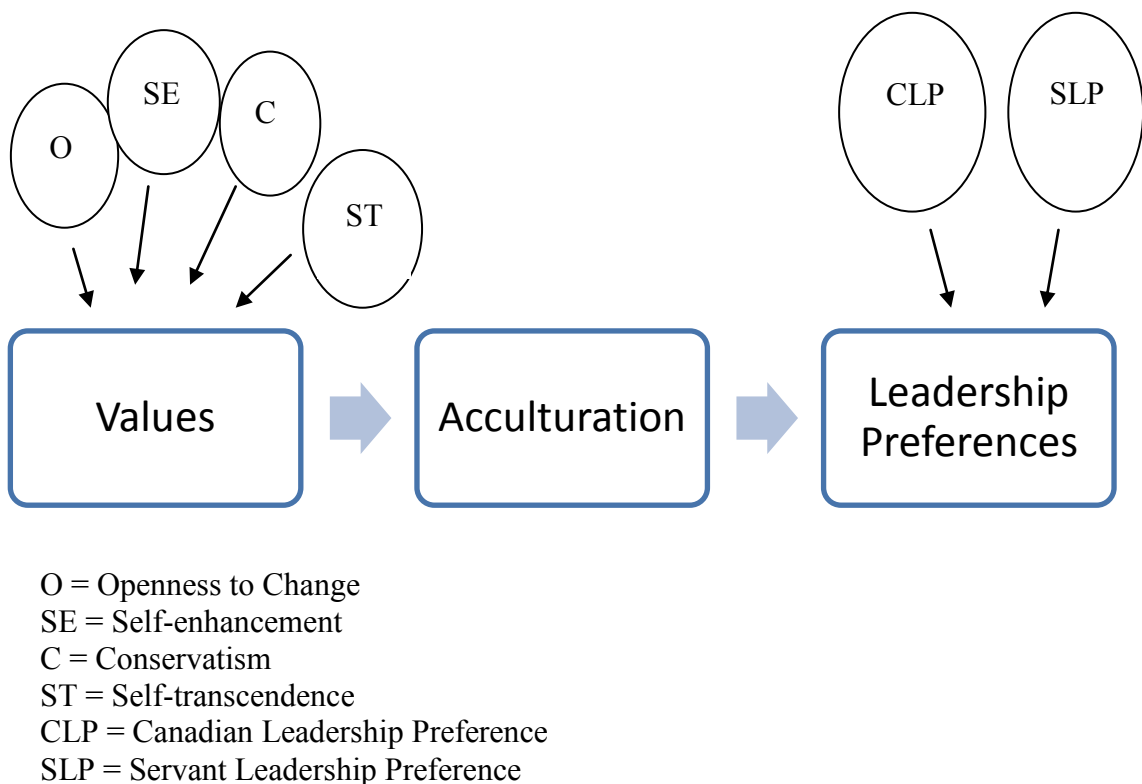 O
SE
C
ST
CLP
SLP
Values
Acculturation
Leadership
Preferences
O = Openness to Change
SE = Self-enhancement
C = Conservatism
ST = Self-transcendence
CLP = Canadian Leadership Preference
SLP = Servant Leadership Preference